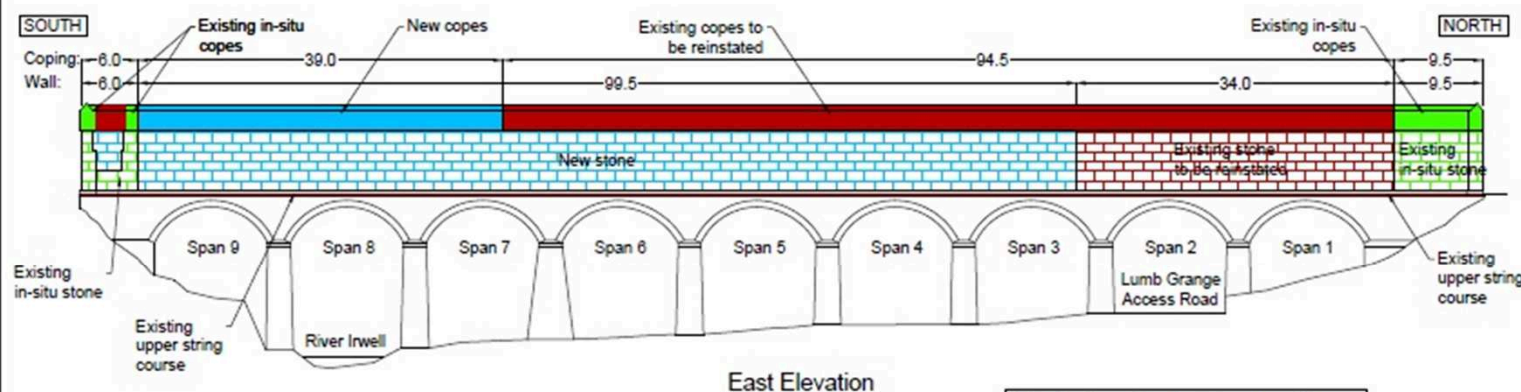 SOUTH
Existing in-situ
copes
New copes
Existing copes to
be reinstated
Existing in-situ
copes
NORTH
Coping:
6.0
39.0
94.5
9.5
Wall:
6.0
99.5
34.0
9.5
New stone
Existing stone
to be reinstated
Existing
in-situ stone
Span 9
Span 8
Span 7
Span 6
Span 5
Span 4
Span 3
Span 2
Span 1
Lumb Grange
Access Road
Existing
in-situ stone
Existing
upper string
course
River Irwell
Existing
upper string
course
East Elevation